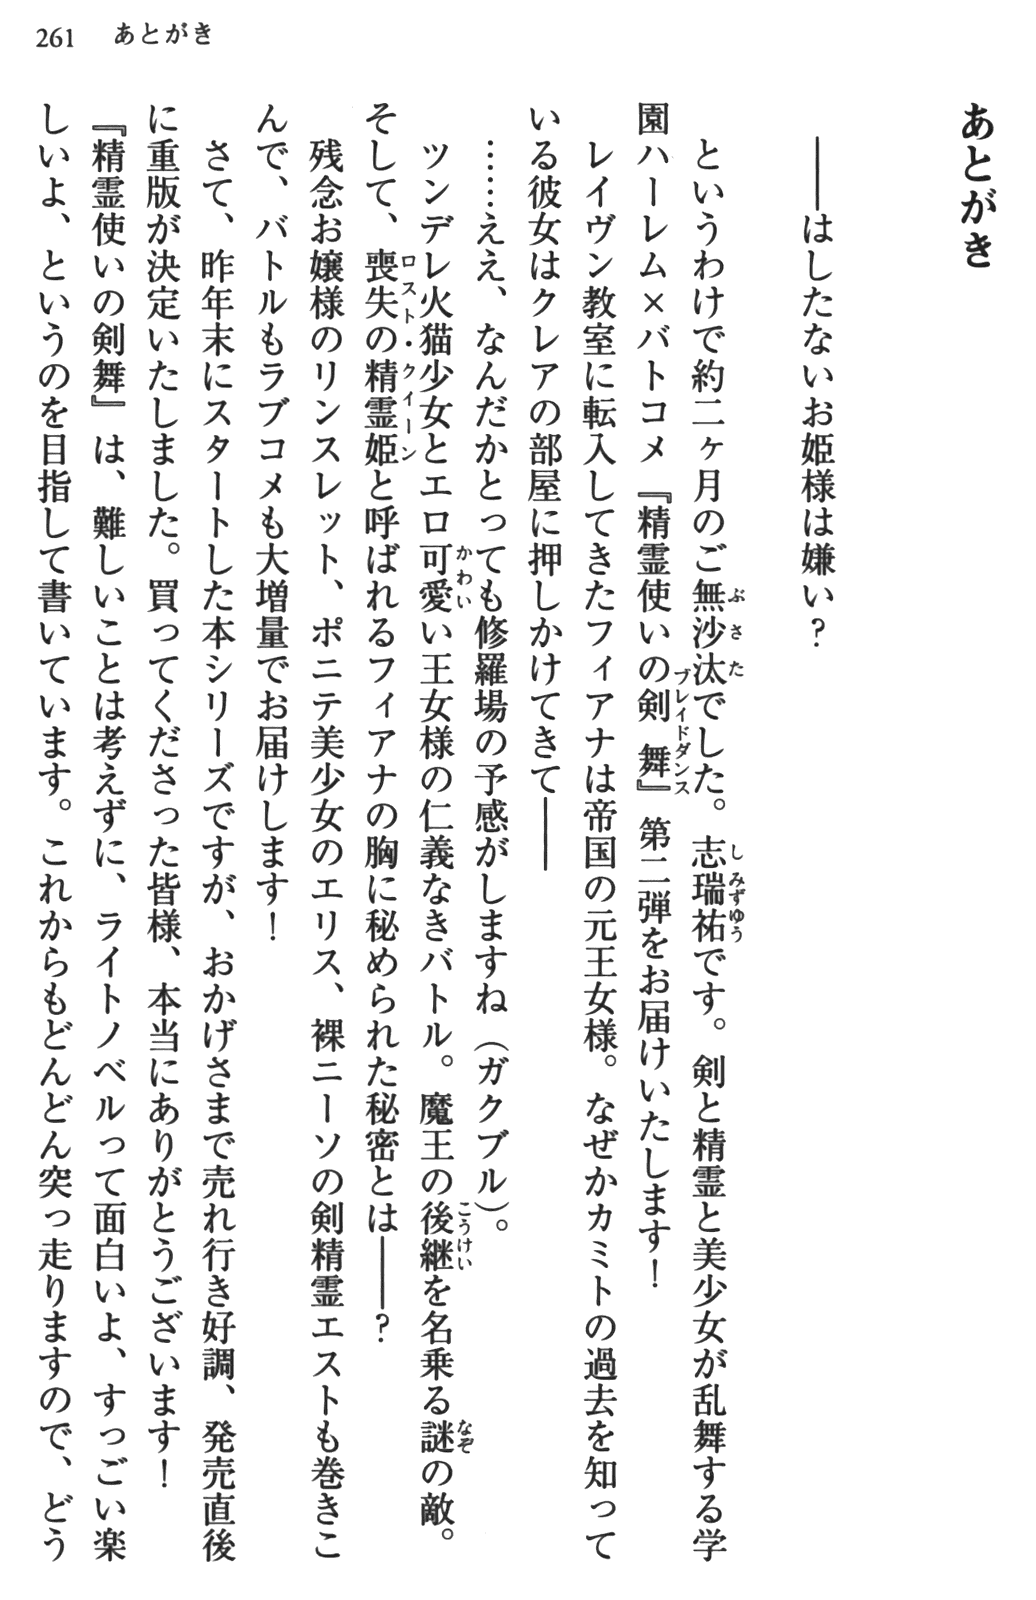 261 あとがき
あとがき
――はしたないお姫様は嫌い？
というわけで約二ヶ月のご無沙汰でした。志瑞祐です。剣と精霊と美少女が乱舞する学
園ハーレム×バトコメ『精霊使いの剣舞』第二弾をお届けいたします！
レイヴン教室に転入してきたフィアナは帝国の元王女様。なぜかカミトの過去を知って
いる彼女はクレアの部屋に押しかけてきて――
……ええ、なんだかとっても修羅場の予感がしますね（ガクブル）。
ツンデレ火猫少女とエロ可愛い王女様の仁義なきバトル。魔王の後継を名乗る謎の敵。
そして、喪失の精霊姫と呼ばれるフィアナの胸に秘められた秘密とは――？
残念お嬢様のリンスレット、ポニテ美少女のエリス、裸ニーソの剣精霊エストも巻きこ
んで、バトルもラブコメも大増量でお届けします！
さて、昨年末にスタートした本シリーズですが、おかげさまで売れ行き好調、発売直後
に重版が決定いたしました。買ってくださった皆様、本当にありがとうございます！
『精霊使いの剣舞』は、難しいことは考えずに、ライトノベルって面白いよ、すっごい楽
しいよ、というのを目指して書いています。これからもどんどん突っ走りますので、どう